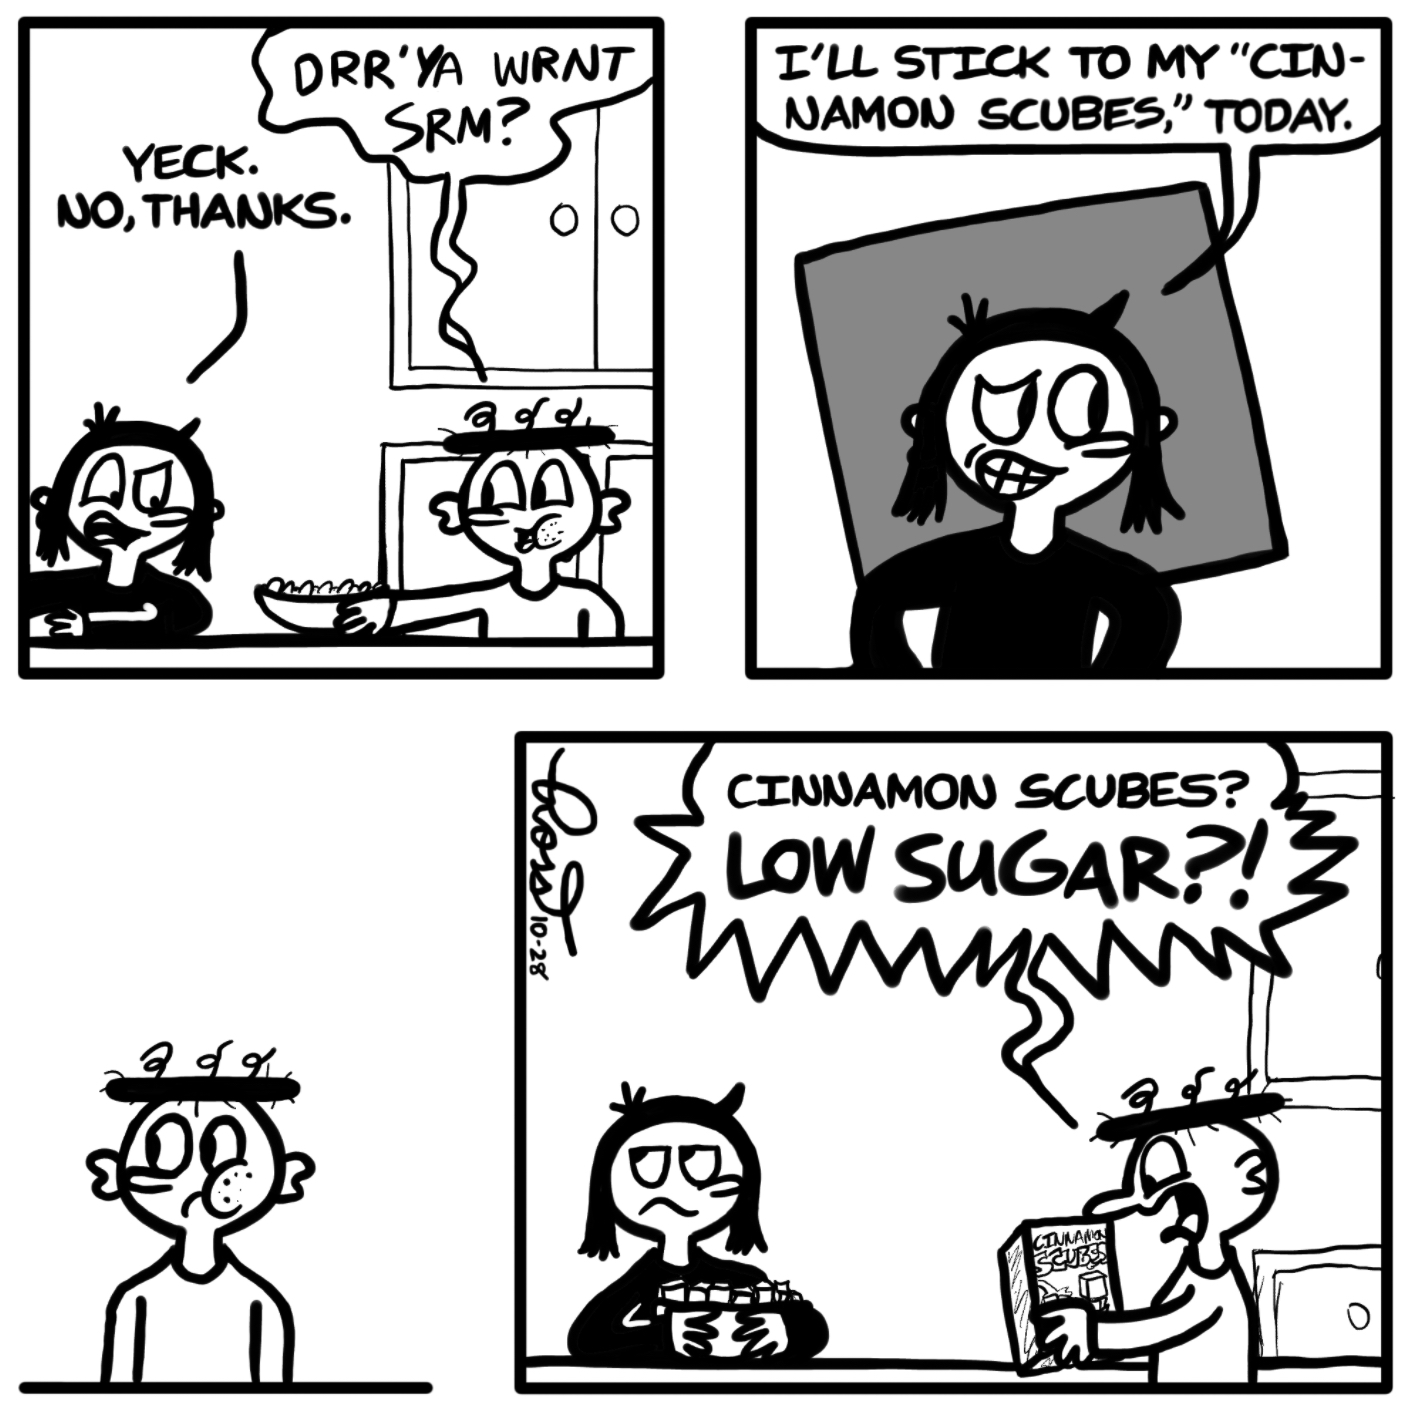 DRR'YA WRNT
SRM?
YECK.
NO, THANKS.
I'LL STICK TO MY "CIN-
NAMON SCUBES," TODAY.
CINNAMON SCUBES?
LOW SUGAR?!
Ross
10-28
CINNAMON
SCUBES